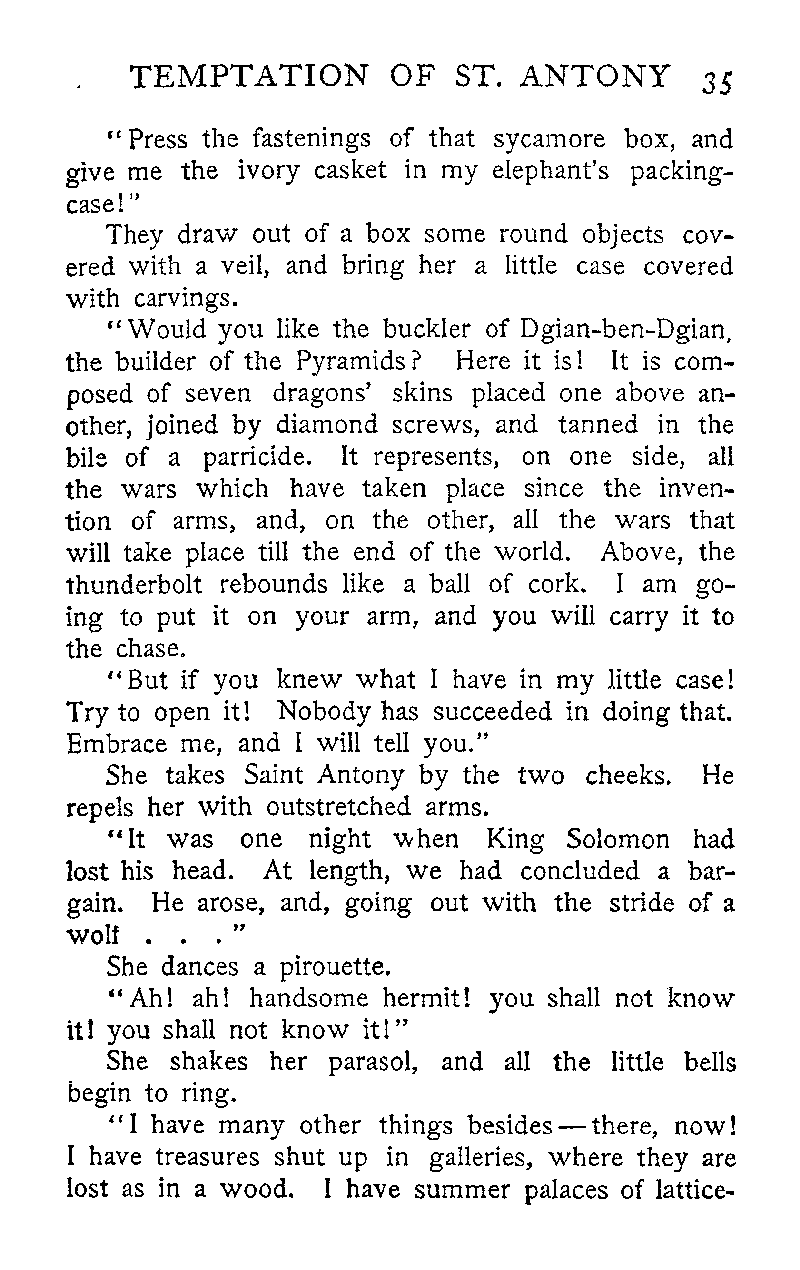 TEMPTATION OF ST. ANTONY 35
"Press the fastenings of that sycamore box, and
give me the ivory casket in my elephant's packing-
case!"
They draw out of a box some round objects cov-
ered with a veil, and bring her a little case covered
with carvings.
"Would you like the buckler of Dgian-ben-Dgian,
the builder of the Pyramids? Here it is! It is com-
posed of seven dragons' skins placed one above an-
other, joined by diamond screws, and tanned in the
bile of a parricide. It represents, on one side, all
the wars which have taken place since the inven-
tion of arms, and, on the other, all the wars that
will take place till the end of the world. Above, the
thunderbolt rebounds like a ball of cork. I am go-
ing to put it on your arm, and you will carry it to
the chase.
"But if you knew what I have in my little case!
Try to open it! Nobody has succeeded in doing that.
Embrace me, and I will tell you."
She takes Saint Antony by the two cheeks. He
repels her with outstretched arms.
"It was one night when King Solomon had
lost his head. At length, we had concluded a bar-
gain. He arose, and, going out with the stride of a
wolf . . . "
She dances a pirouette.
"Ah! ah! handsome hermit! you shall not know
it! you shall not know it!"
She shakes her parasol, and all the little bells
begin to ring.
"I have many other things besides—there, now!
I have treasures shut up in galleries, where they are
lost as in a wood. I have summer palaces of lattice-